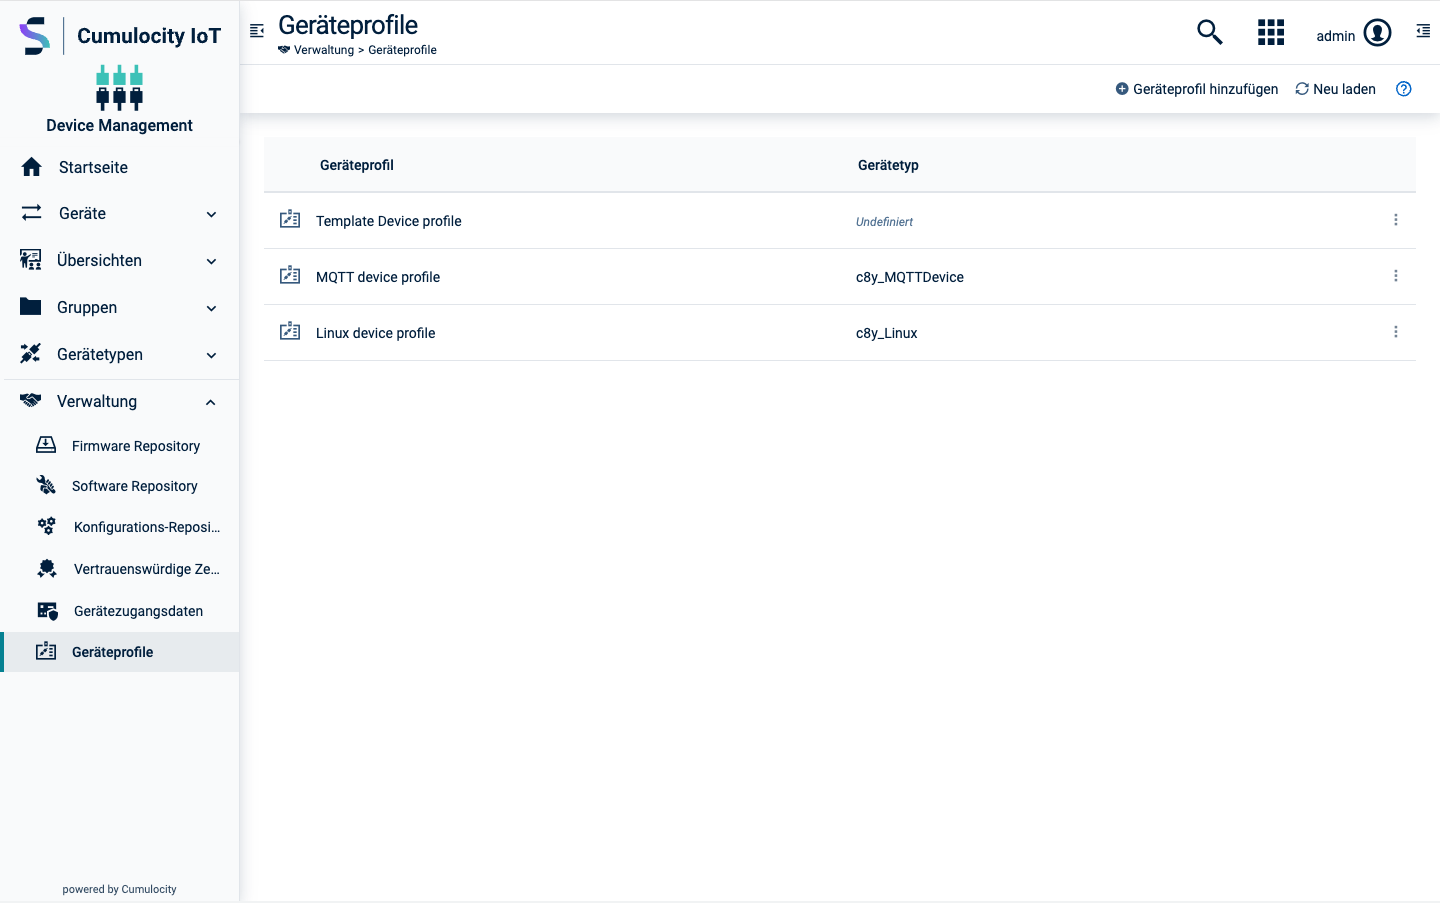 Cumulocity IoT
Device Management
Startseite
Geräte
Übersichten
Gruppen
Gerätetypen
Verwaltung
Firmware Repository
Software Repository
Konfigurations-Reposi...
Vertrauenswürdige Ze...
Gerätezugangsdaten
Geräteprofile
powered by Cumulocity
Geräteprofile
Verwaltung > Geräteprofile
admin
Geräteprofil hinzufügen Neu laden
Geräteprofil Gerätetyp
Template Device profile Undefiniert
MQTT device profile c8y_MQTTDevice
Linux device profile c8y_Linux